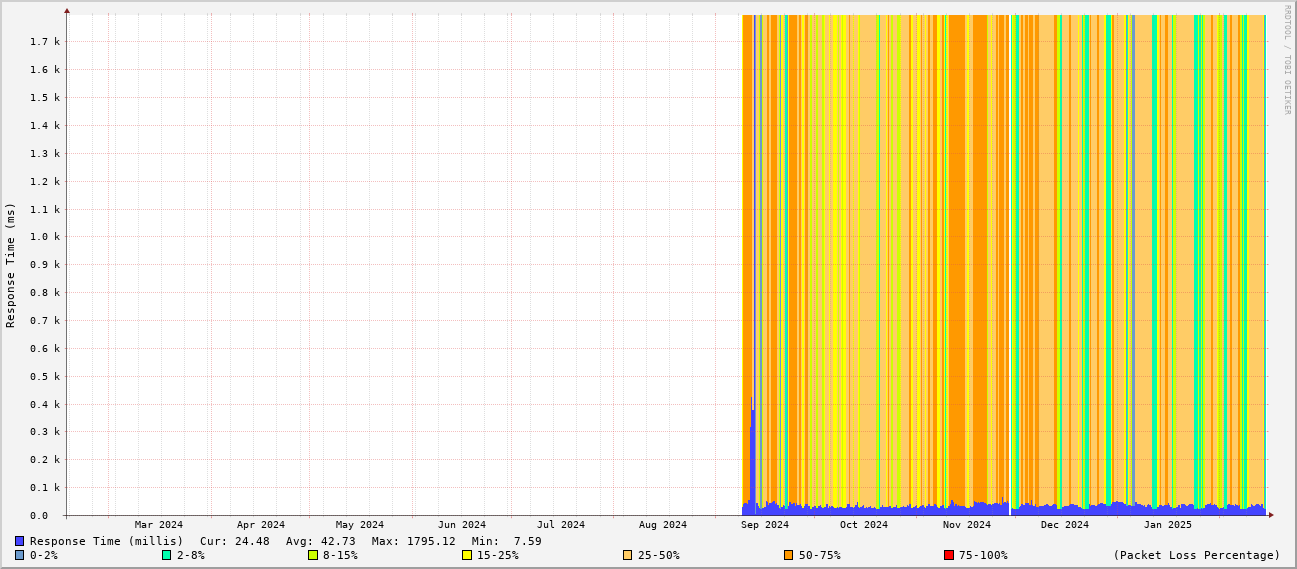 RRDTOOL / TOBI OETIKER
Response Time (ms)
1.7 k
1.6 k
1.5 k
1.4 k
1.3 k
1.2 k
1.1 k
1.0 k
0.9 k
0.8 k
0.7 k
0.6 k
0.5 k
0.4 k
0.3 k
0.2 k
0.1 k
0.0
Mar 2024 Apr 2024 May 2024 Jun 2024 Jul 2024 Aug 2024 Sep 2024 Oct 2024 Nov 2024 Dec 2024 Jan 2025
Response Time (millis) Cur: 24.48 Avg: 42.73 Max: 1795.12 Min: 7.59
0-2% 2-8% 8-15% 15-25% 25-50% 50-75% 75-100% (Packet Loss Percentage)